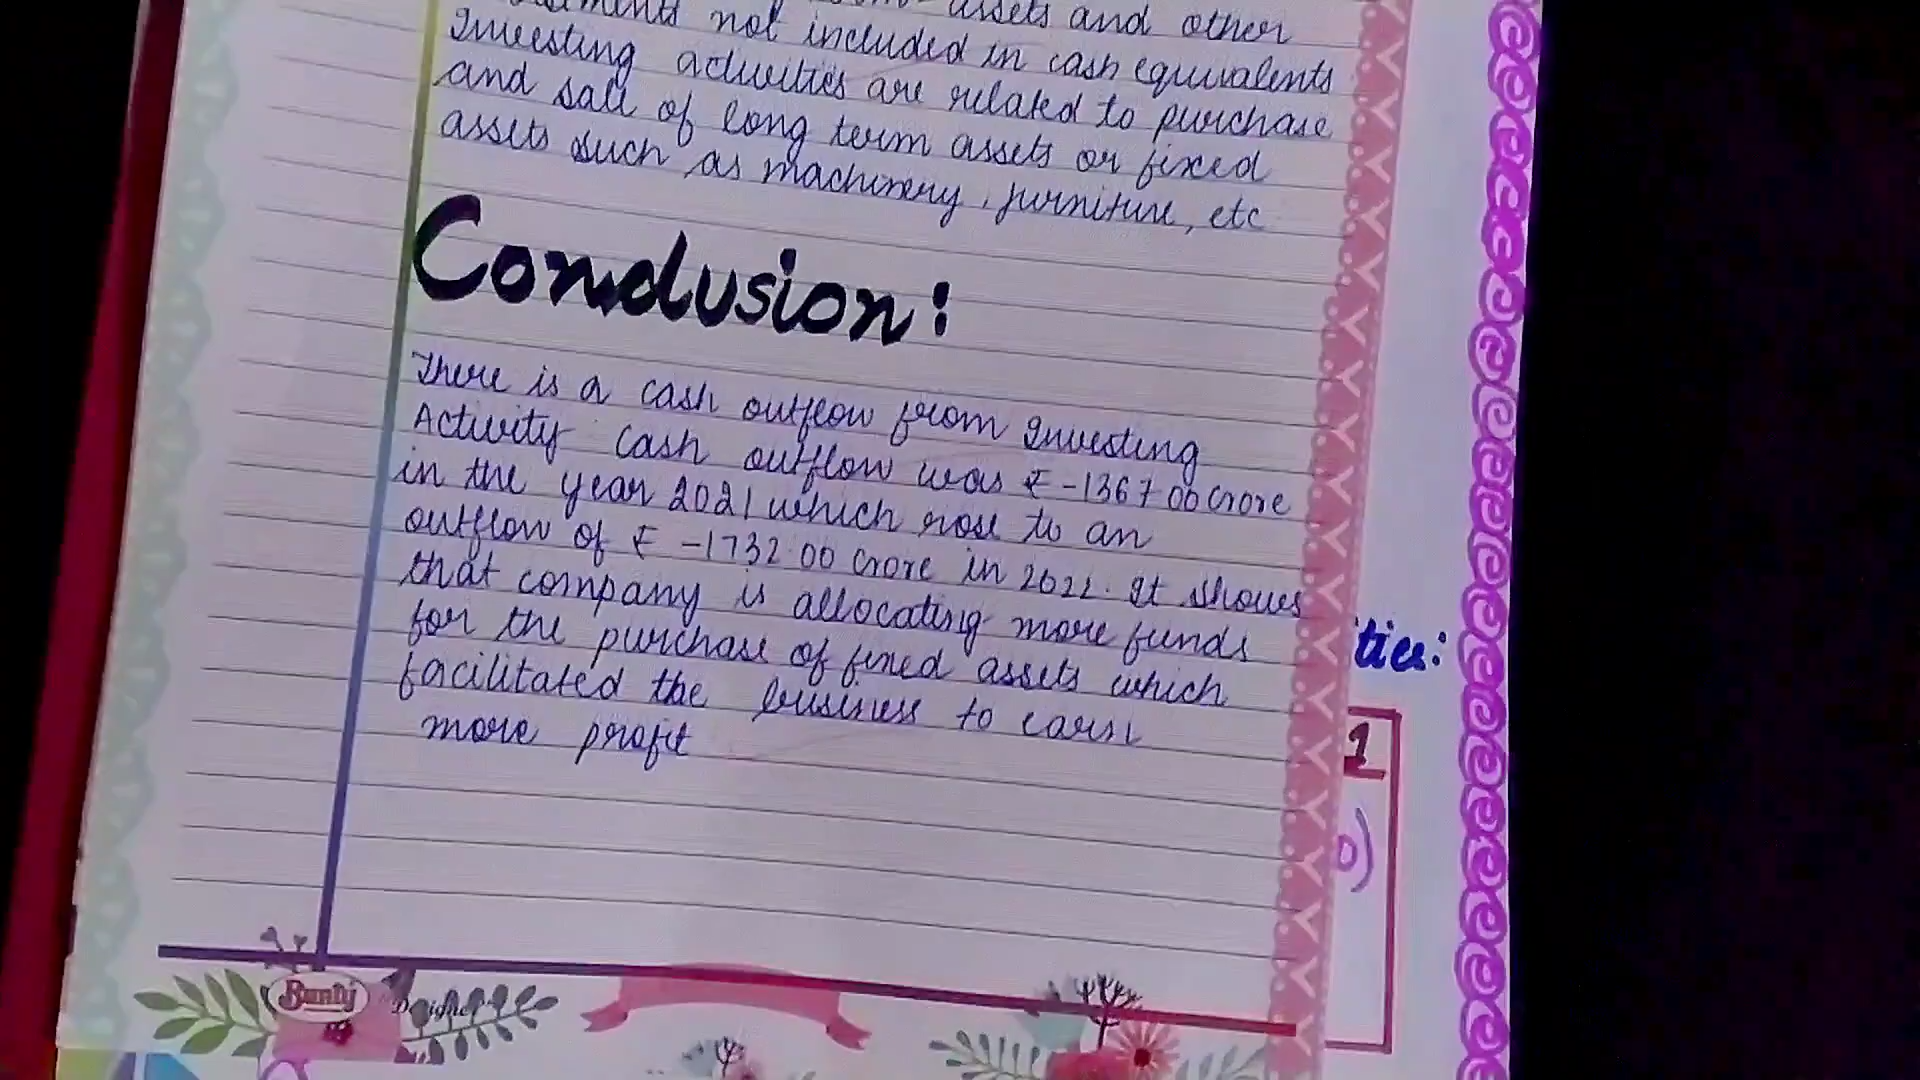 assets and other
not included in cash equivalents
Investing activities are related to purchase
and sale of long term assets or fixed
assets such as machinery, furniture, etc
Conclusion:
There is a cash outflow from Investing
Activity cash outflow was ₹ -1367.00 crore
in the year 2021 which rose to an
outflow of ₹ -1732.00 crore in 2022. It shows
that company is allocating more funds
for the purchase of fixed assets which
facilitated the business to earn
more profit
ties:
1
Bunty